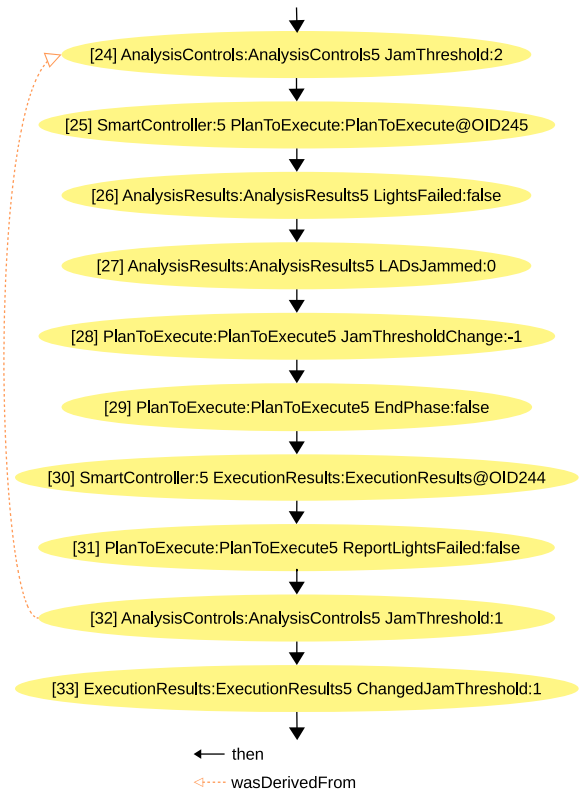 [24] AnalysisControls:AnalysisControls5 JamThreshold:2
[25] SmartController:5 PlanToExecute:PlanToExecute@OID245
[26] AnalysisResults:AnalysisResults5 LightsFailed:false
[27] AnalysisResults:AnalysisResults5 LADsJammed:0
[28] PlanToExecute:PlanToExecute5 JamThresholdChange:-1
[29] PlanToExecute:PlanToExecute5 EndPhase:false
[30] SmartController:5 ExecutionResults:ExecutionResults@OID244
[31] PlanToExecute:PlanToExecute5 ReportLightsFailed:false
[32] AnalysisControls:AnalysisControls5 JamThreshold:1
[33] ExecutionResults:ExecutionResults5 ChangedJamThreshold:1
then
wasDerivedFrom